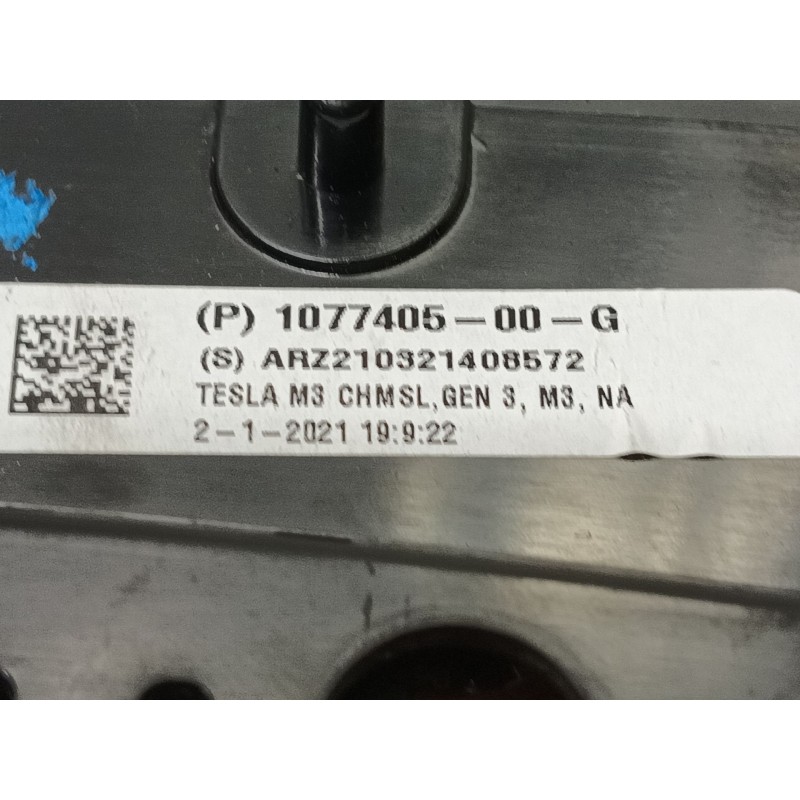 (P) 1077405-00-G
(S) ARZ210321408572
TESLA M3 CHMSL, GEN 3, M3, NA
2-1-2021 19:9:22